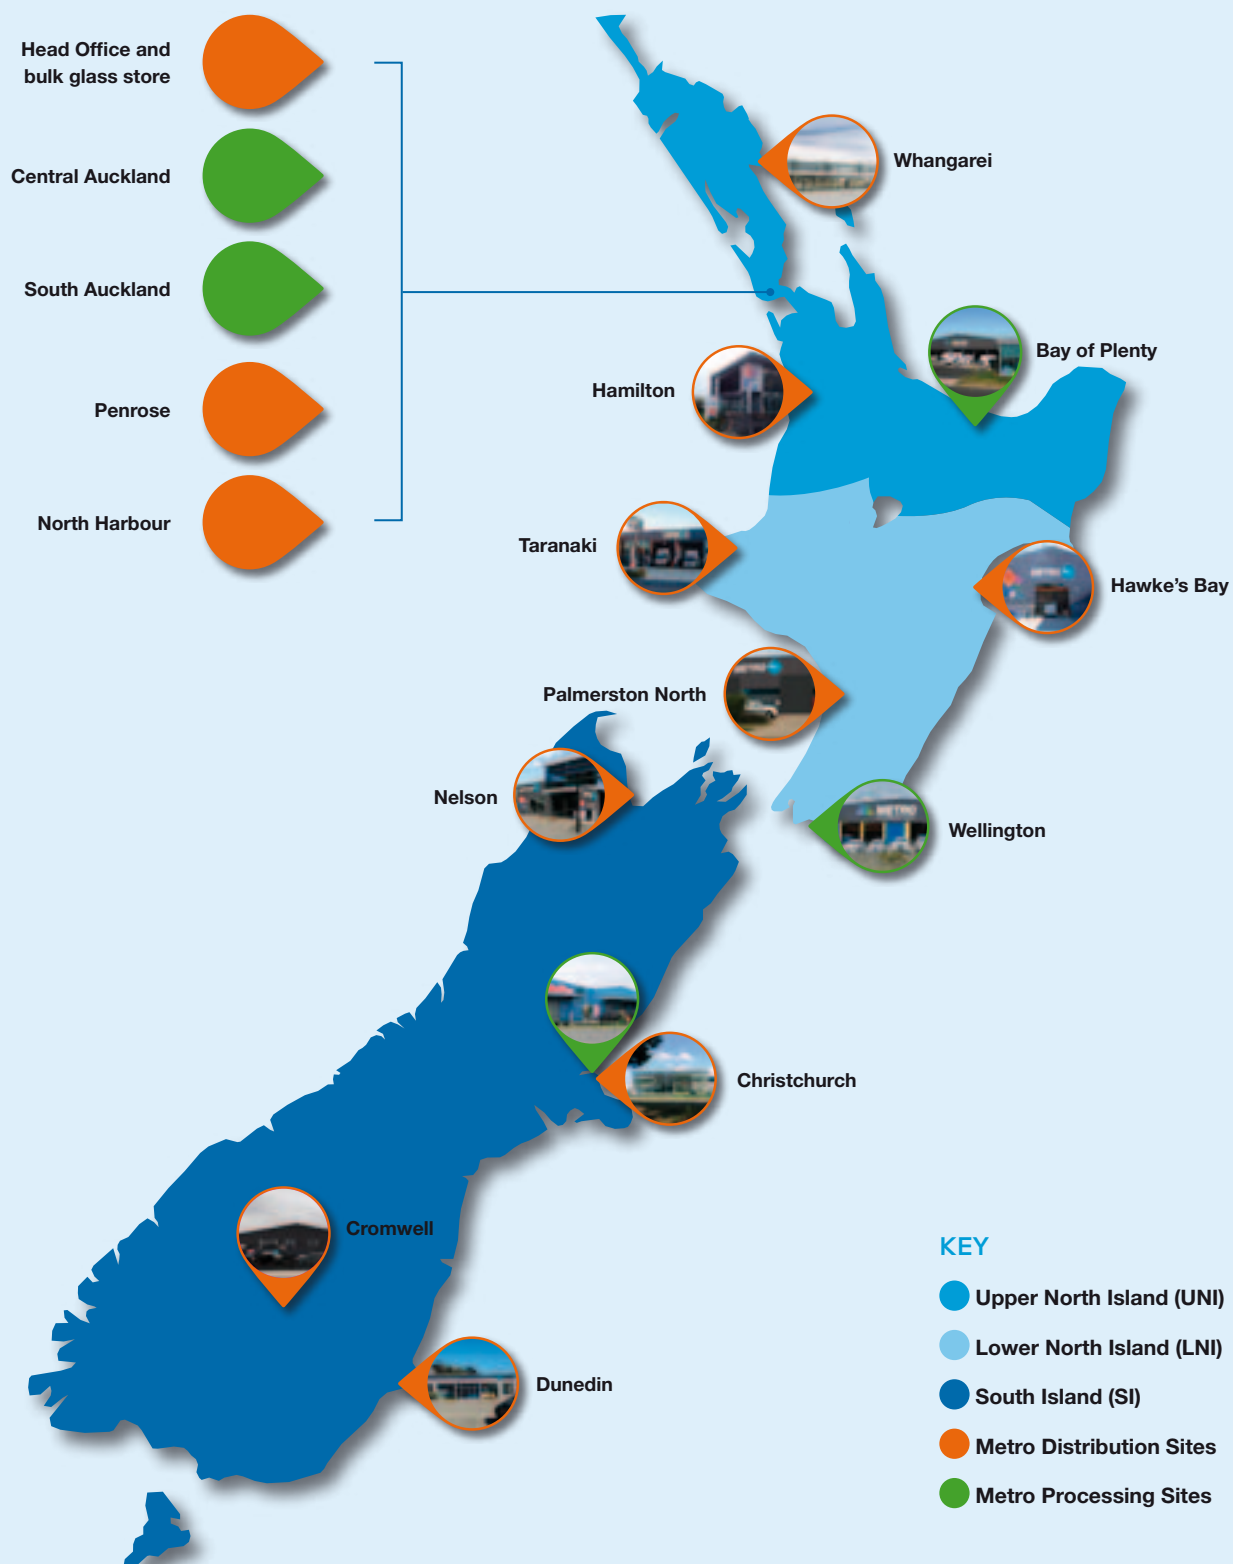 Head Office and
bulk glass store
Central Auckland
South Auckland
Penrose
North Harbour
Whangarei
Bay of Plenty
Hamilton
Taranaki
Hawke’s Bay
Palmerston North
Nelson
Wellington
Christchurch
Cromwell
Dunedin
KEY
Upper North Island (UNI)
Lower North Island (LNI)
South Island (SI)
Metro Distribution Sites
Metro Processing Sites